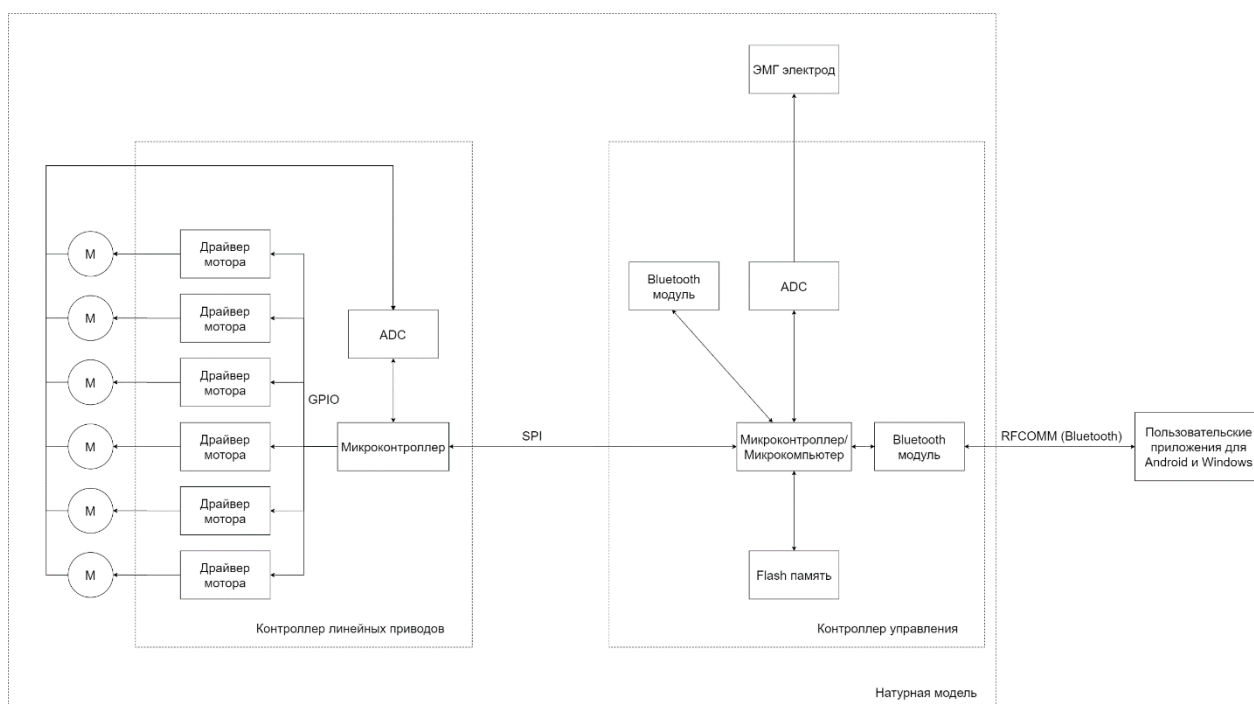 ЭМГ электрод
Драйвер
мотора
M
Bluetooth
модуль
ADC
Драйвер
мотора
M
ADC
Драйвер
мотора
M
GPIO
Драйвер
мотора
M
Микроконтроллер
SPI
Микроконтроллер/
Микрокомпьютер
Bluetooth
модуль
RFCOMM (Bluetooth)
Пользовательские
приложения для
Android и Windows
Драйвер
мотора
M
Драйвер
мотора
M
Flash память
Контроллер линейных приводов
Контроллер управления
Натурная модель